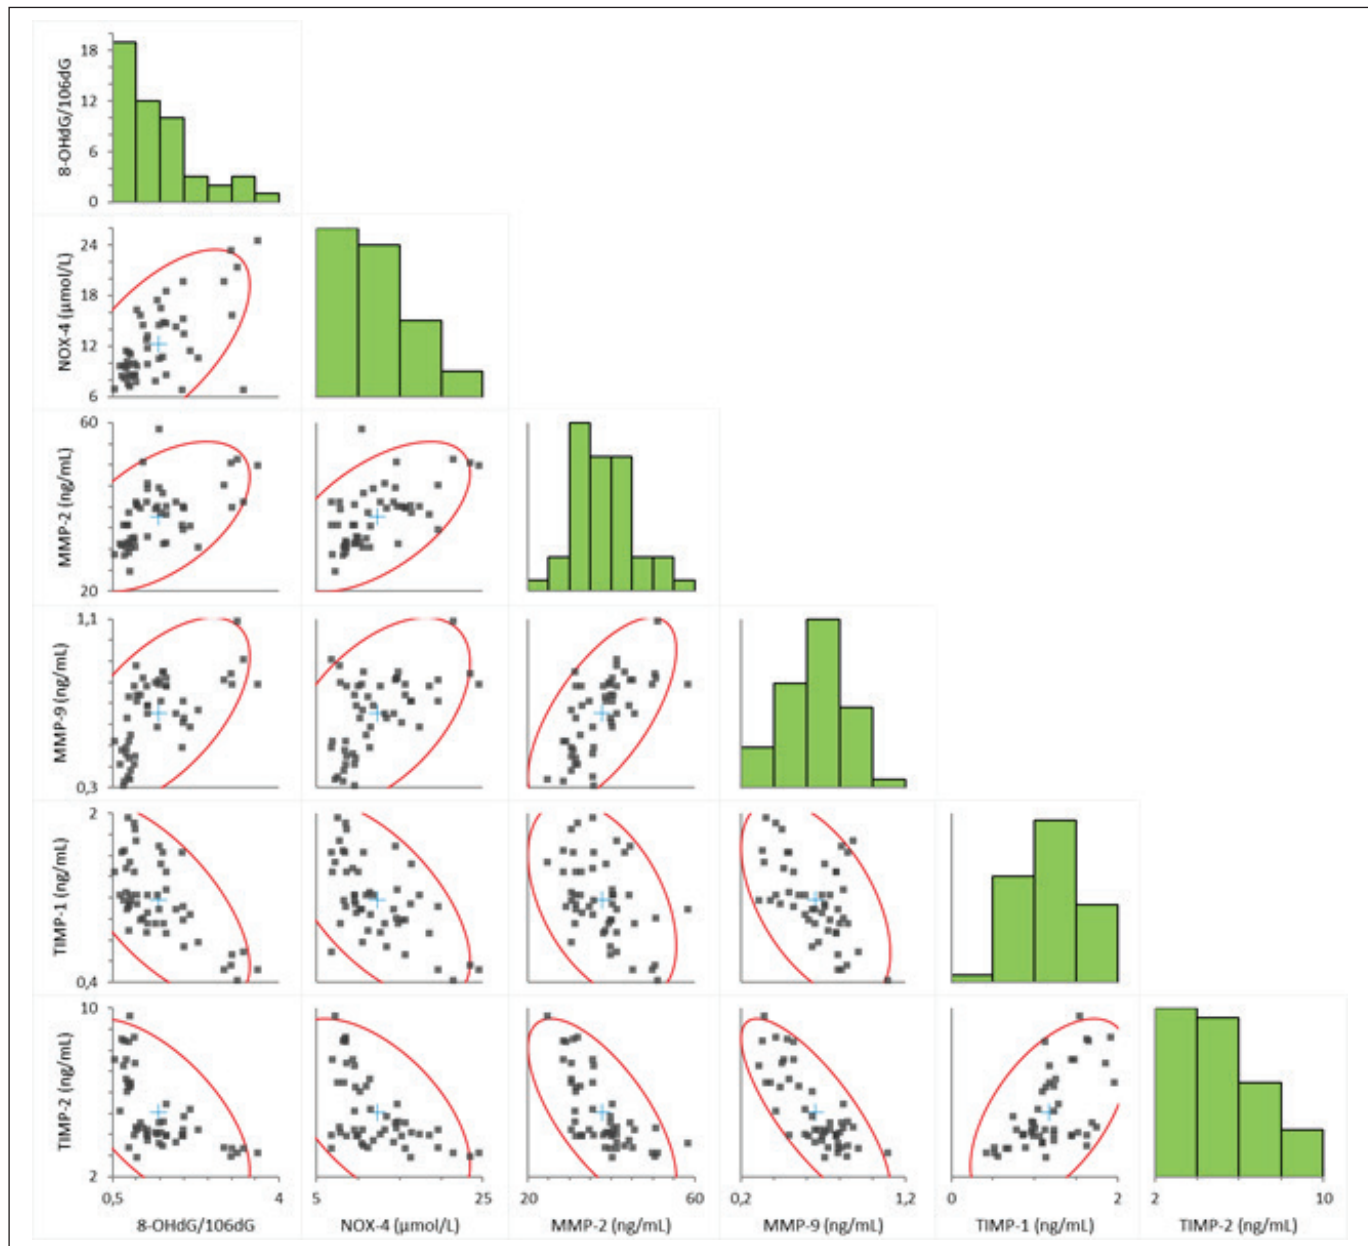 18
12
6
0
8-OHdG/106dG
24
18
12
6
NOX-4 (µmol/L)
60
20
MMP-2 (ng/mL)
1,1
0,3
MMP-9 (ng/mL)
2
0,4
TIMP-1 (ng/mL)
10
2
TIMP-2 (ng/mL)
0,5 4 5 25 20 60 0,2 1,2 0 2 2 10
8-OHdG/106dG NOX-4 (µmol/L) MMP-2 (ng/mL) MMP-9 (ng/mL) TIMP-1 (ng/mL) TIMP-2 (ng/mL)